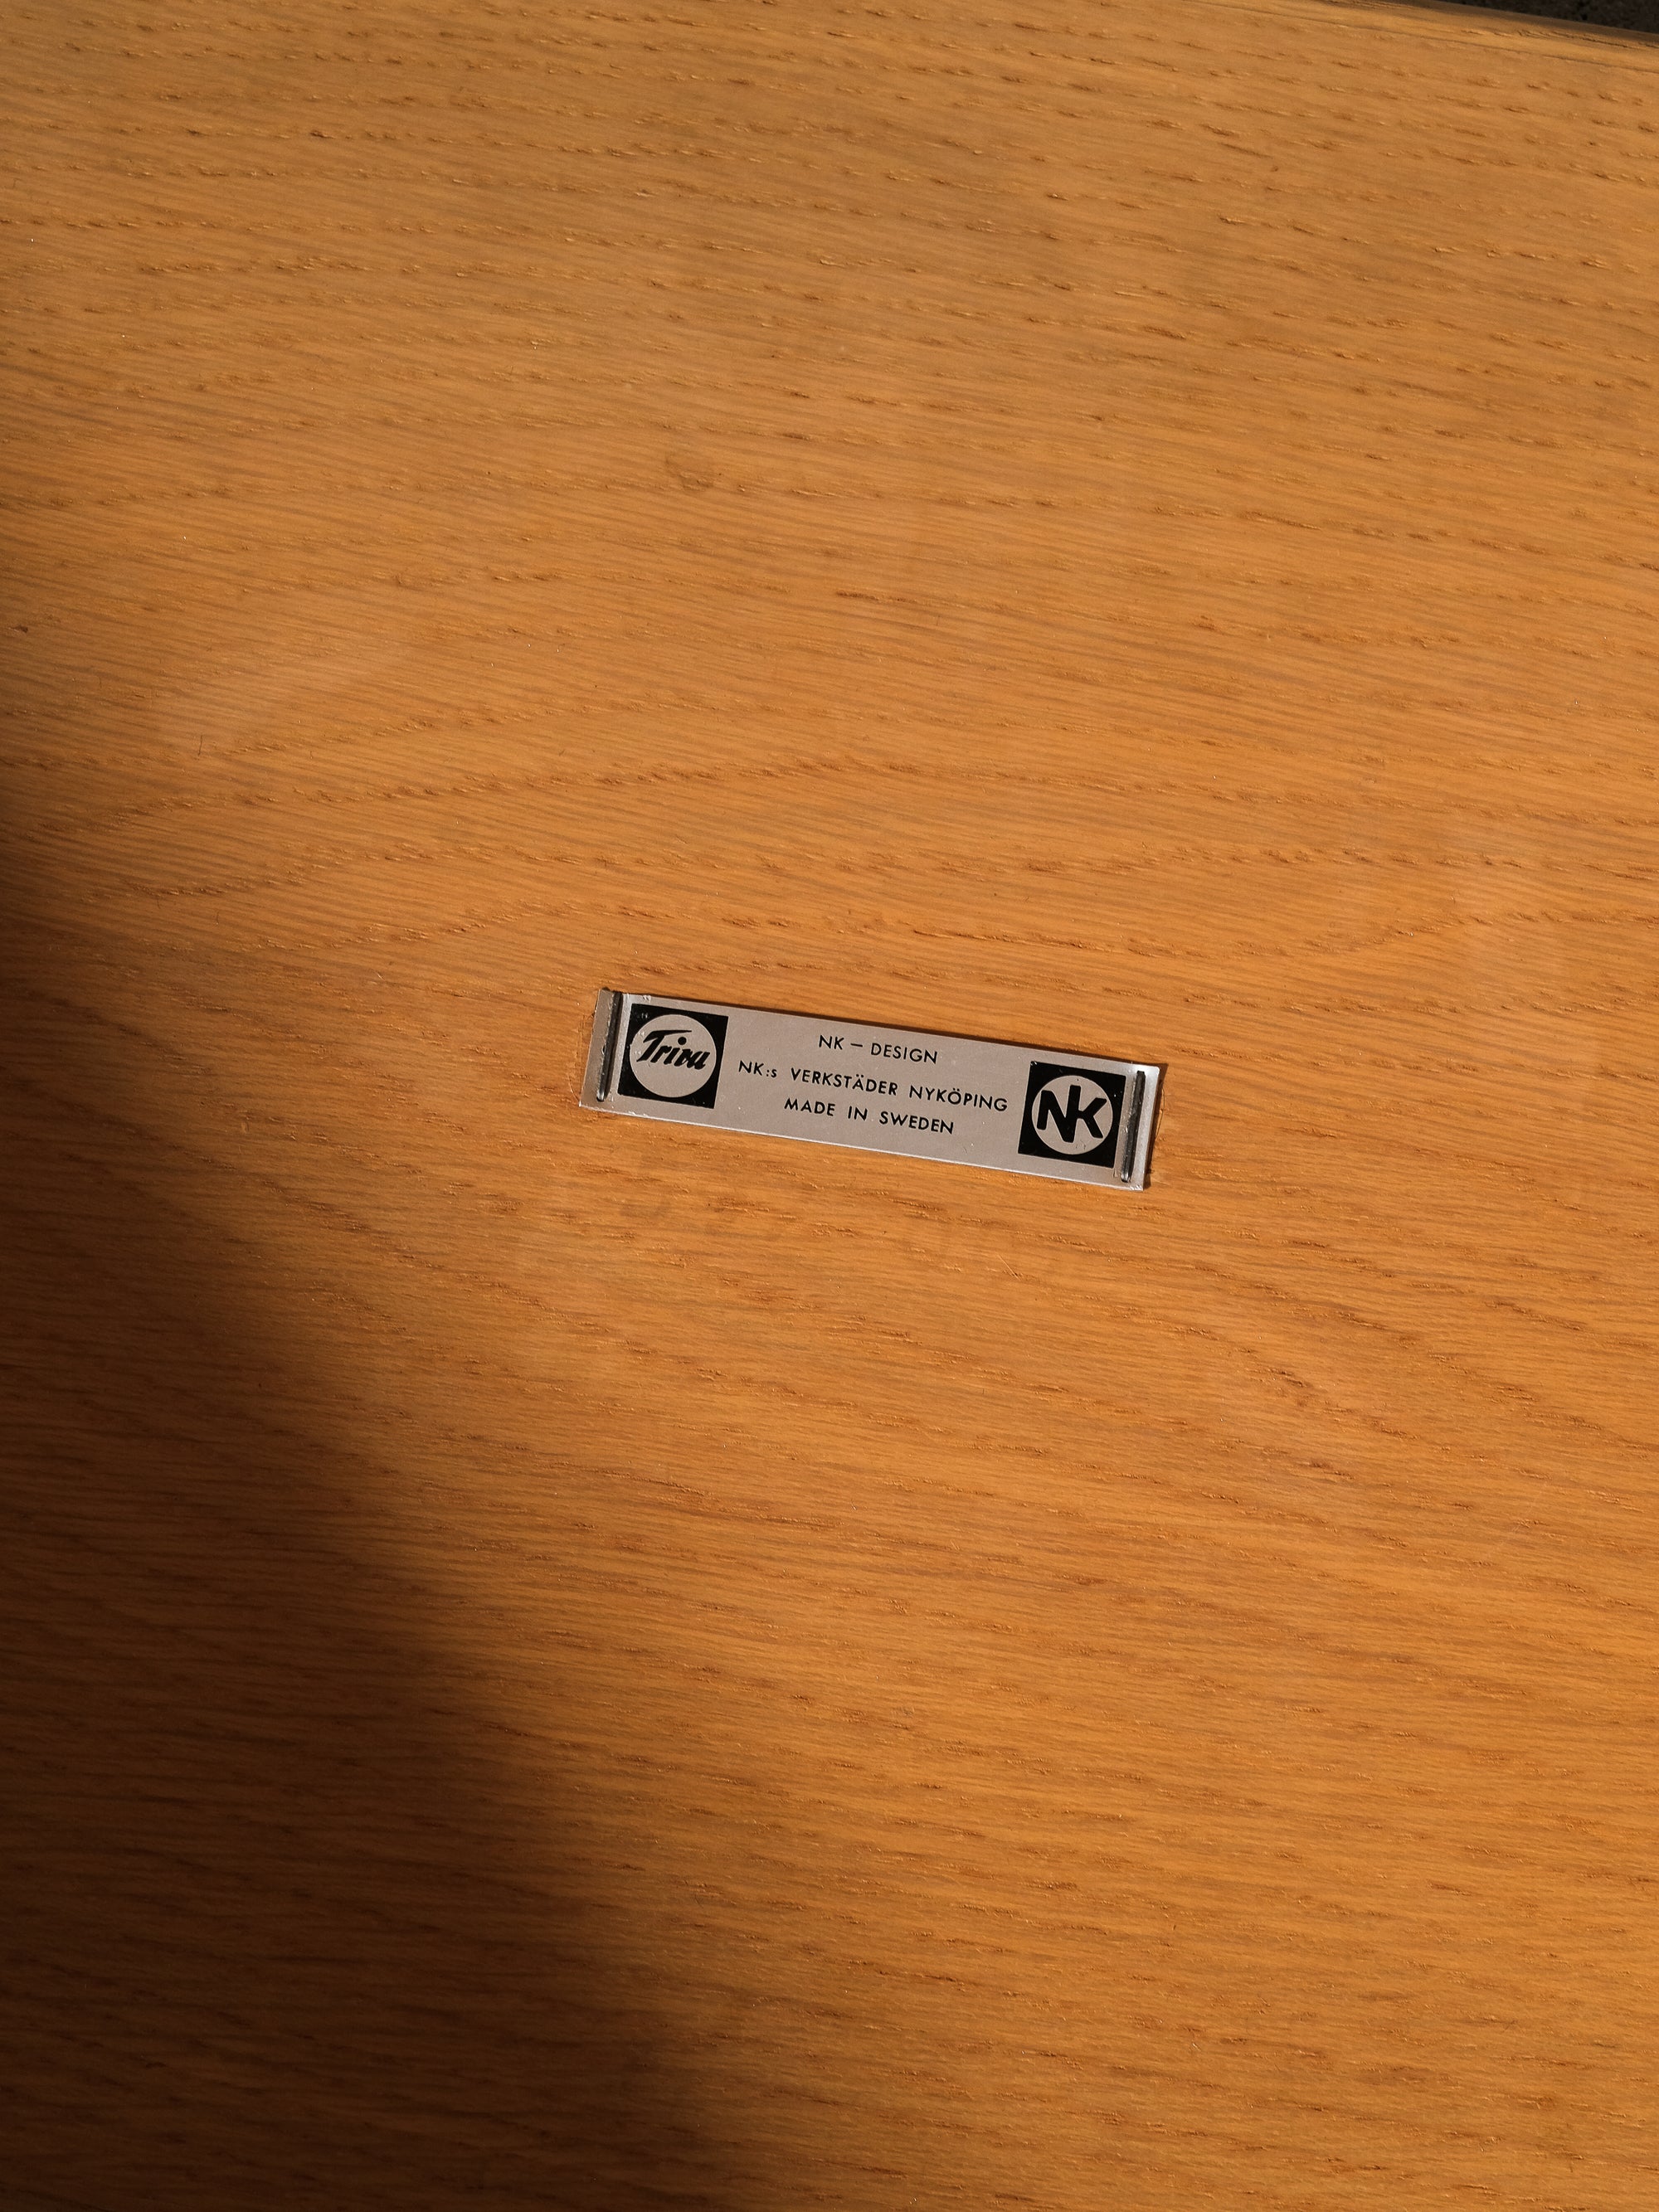 Triva
NK — DESIGN
NK:s VERKSTÄDER NYKÖPING
MADE IN SWEDEN
NK